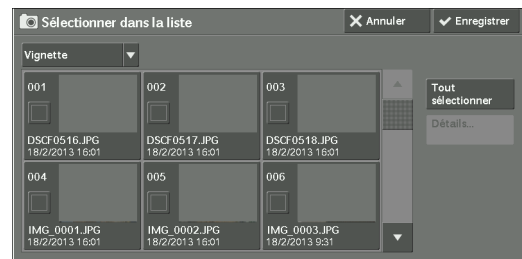 Sélectionner dans la liste
Annuler
Enregistrer
Vignette
001
002
003
DSCF0516.JPG
DSCF0517.JPG
DSCF0518.JPG
18/2/2013 16:01
18/2/2013 16:01
18/2/2013 16:01
004
005
006
IMG_0001.JPG
IMG_0002.JPG
IMG_0003.JPG
18/2/2013 16:01
18/2/2013 16:01
18/2/2013 9:31
Tout
sélectionner
Détails...